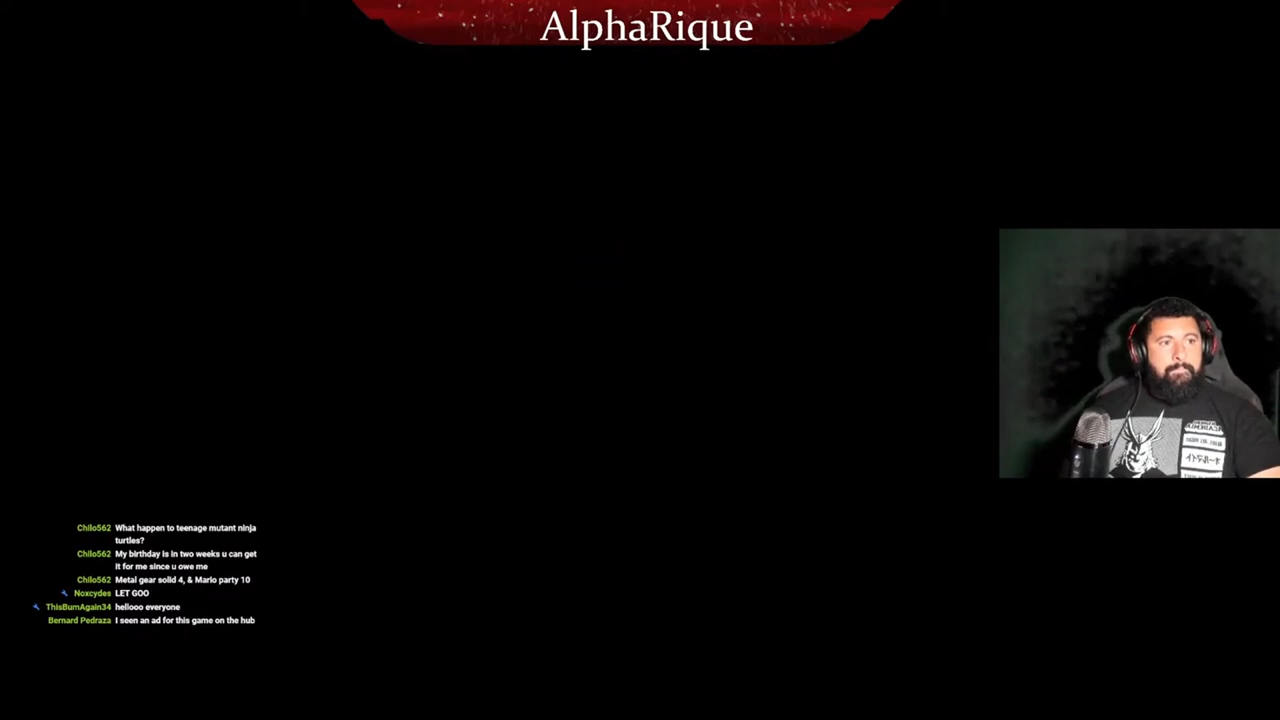 AlphaRique
Chilo562 What happen to teenage mutant ninja
turtles?
Chilo562 My birthday is in two weeks u can get
it for me since u owe me
Chilo562 Metal gear solid 4, & Mario party 10
Noxcydes LET GOO
ThisBumAgain34 hellooo everyone
Bernard Pedraza I seen an ad for this game on the hub